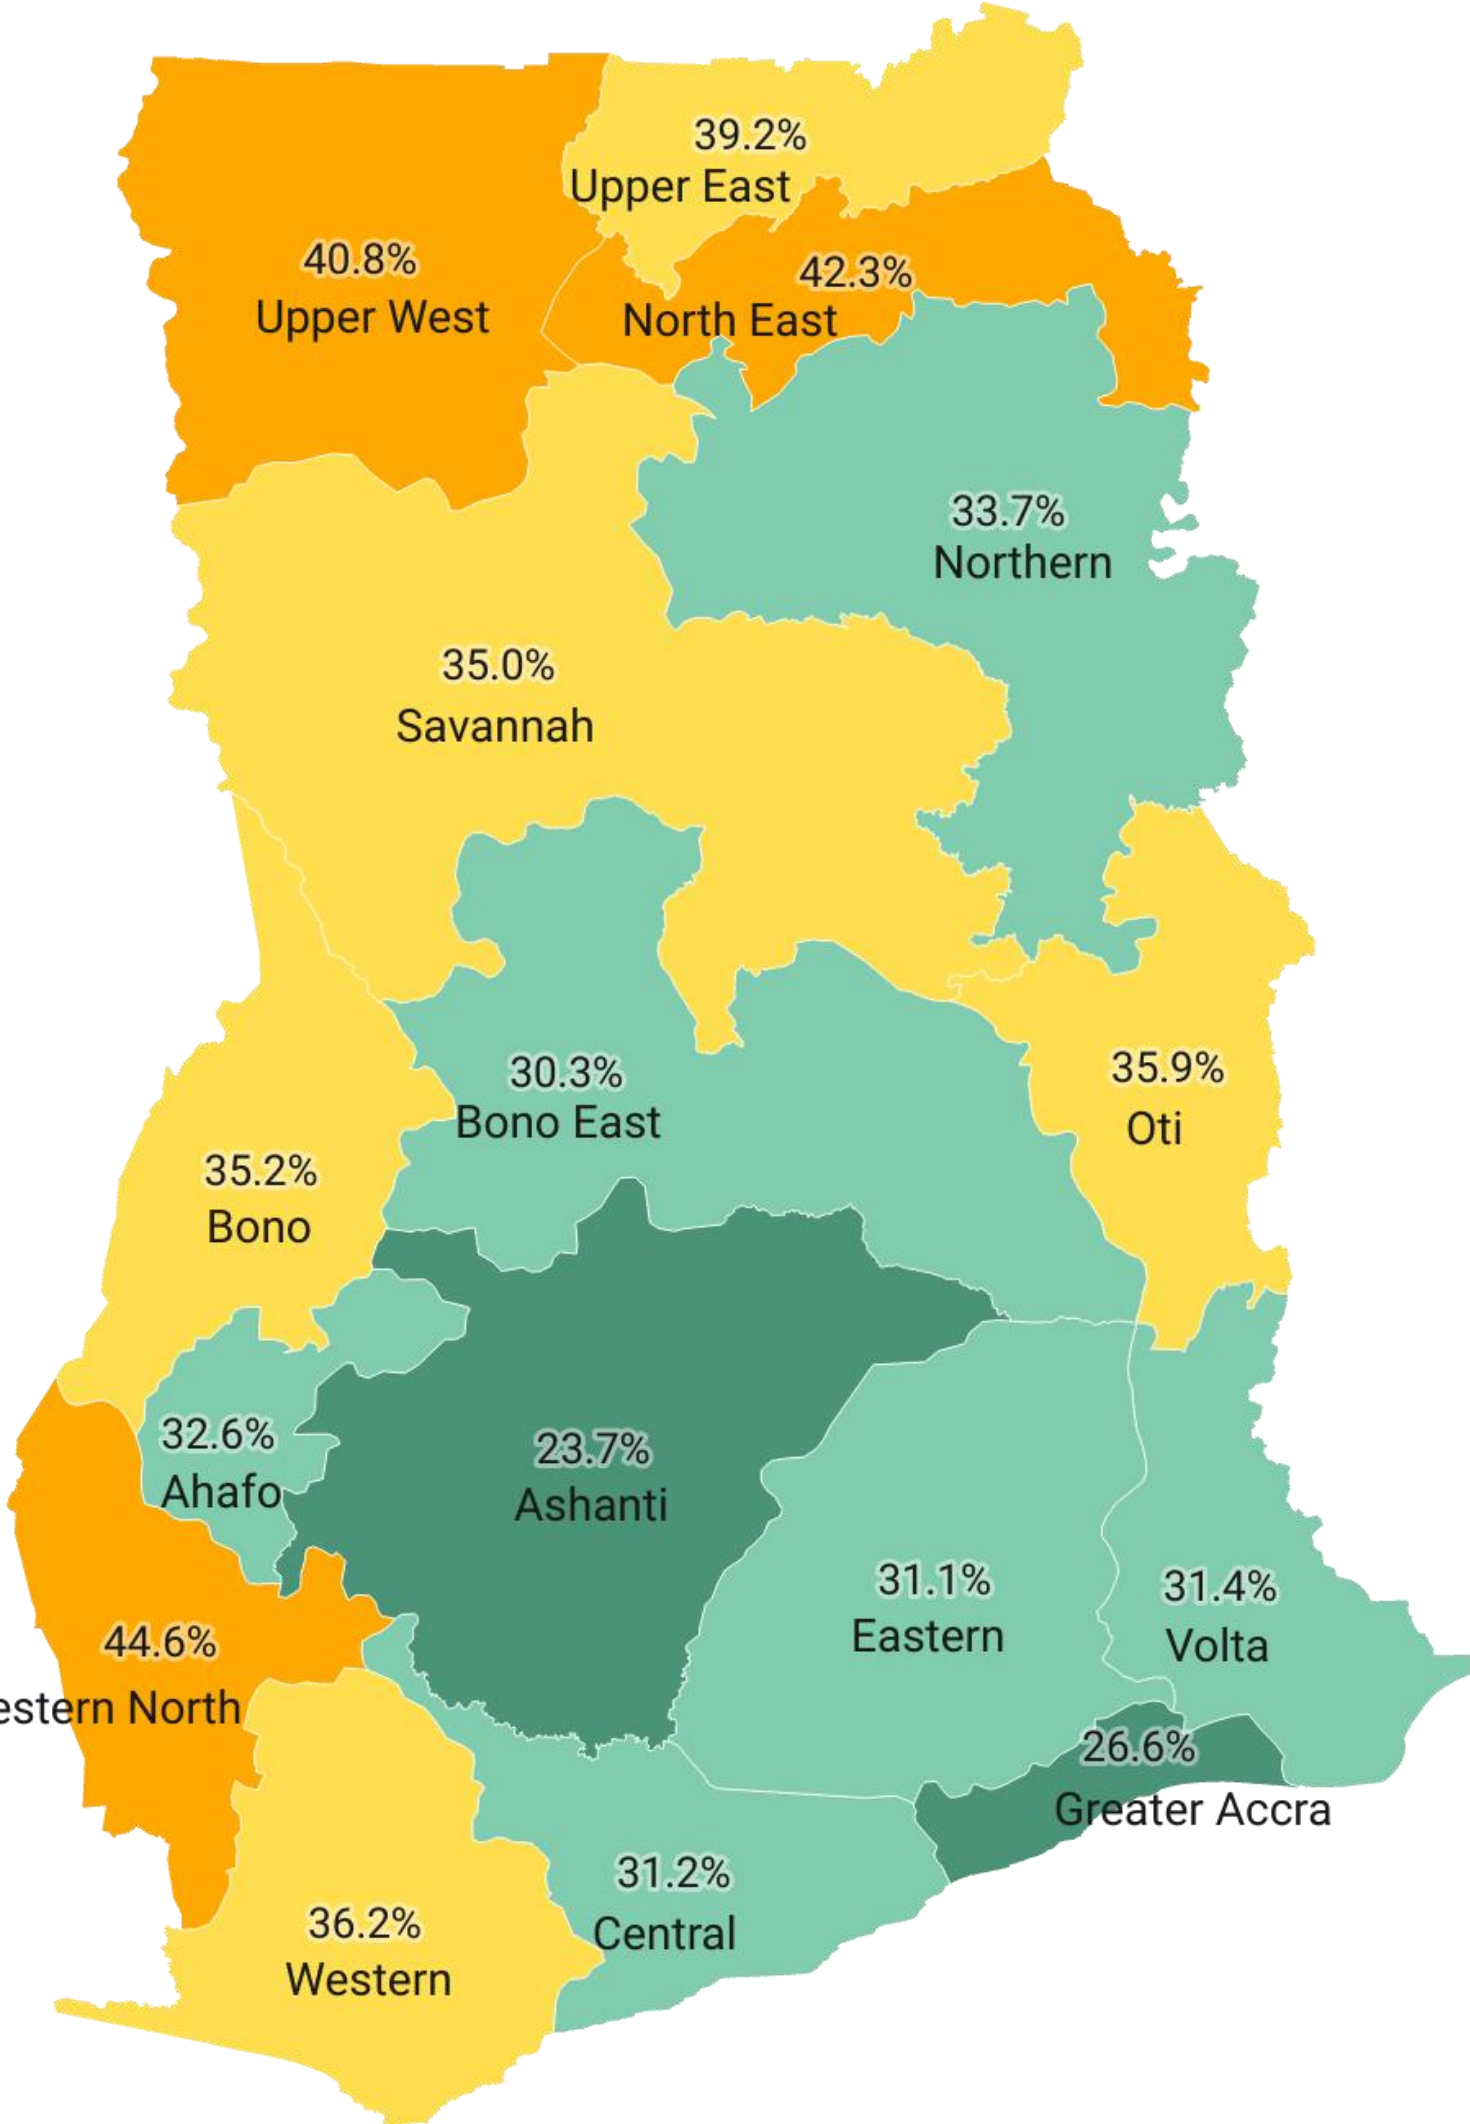 39.2%
Upper East
40.8%
Upper West
42.3%
North East
33.7%
Northern
35.0%
Savannah
30.3%
Bono East
35.9%
Oti
35.2%
Bono
32.6%
Ahafo
23.7%
Ashanti
31.1%
Eastern
31.4%
Volta
44.6%
estern North
26.6%
Greater Accra
31.2%
Central
36.2%
Western